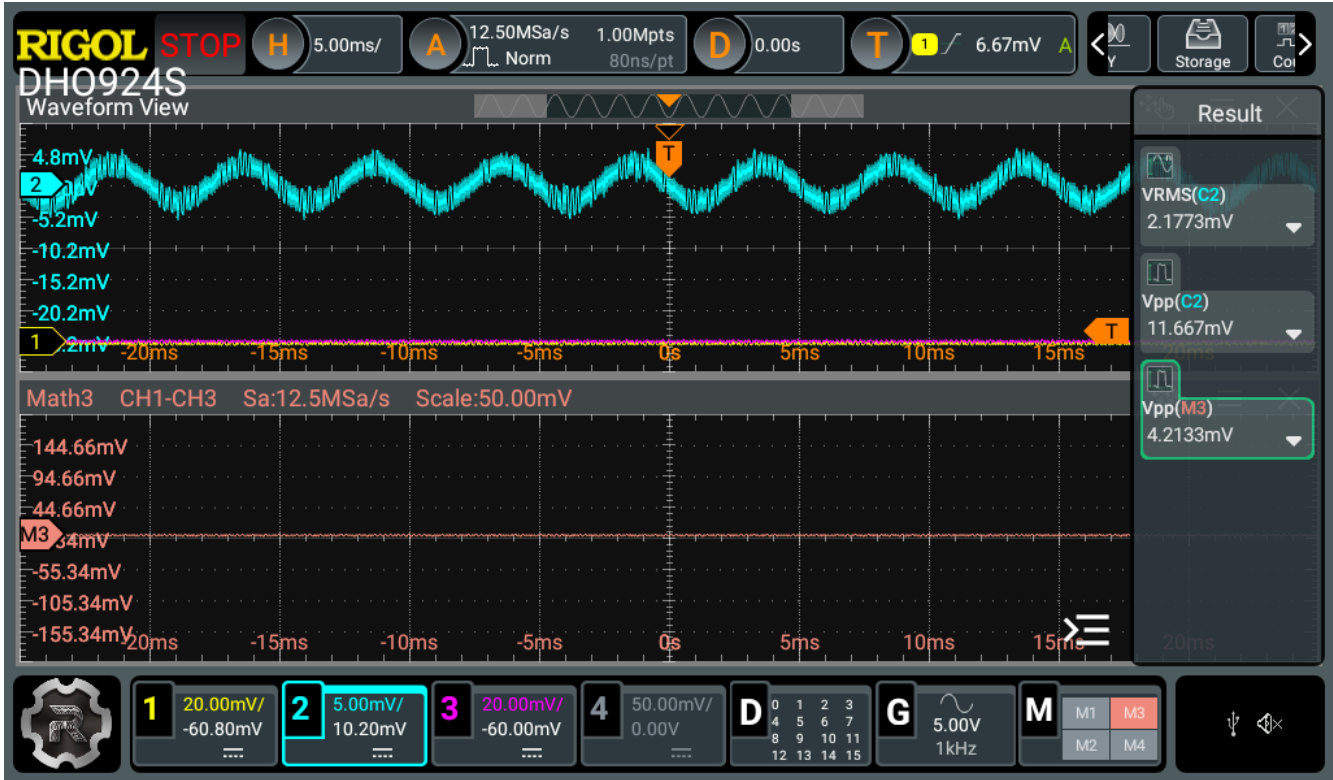 RIGOL STOP H 5.00ms/ A 12.50MSa/s 1.00Mpts D 0.00s T 1 6.67mV A
Norm 80ns/pt
Y Storage
DHO924S
Waveform View
Result
T
4.8mV
2
-5.2mV
-10.2mV
-15.2mV
-20.2mV
1
-20ms -15ms -10ms -5ms 0s 5ms 10ms 15ms 20ms
T
VRMS(C2)
2.1773mV
Vpp(C2)
11.667mV
Vpp(M3)
4.2133mV
Math3 CH1-CH3 Sa:12.5MSa/s Scale:50.00mV
144.66mV
94.66mV
44.66mV
M3
-55.34mV
-105.34mV
-155.34mV
-20ms -15ms -10ms -5ms 0s 5ms 10ms 15ms 20ms
1 20.00mV/ 2 5.00mV/ 3 20.00mV/ 4 50.00mV/ D 0 1 2 3 G 5.00V M M1 M3
-60.80mV 10.20mV -60.00mV 0.00V 4 5 6 7 1kHz M2 M4
8 9 10 11
12 13 14 15